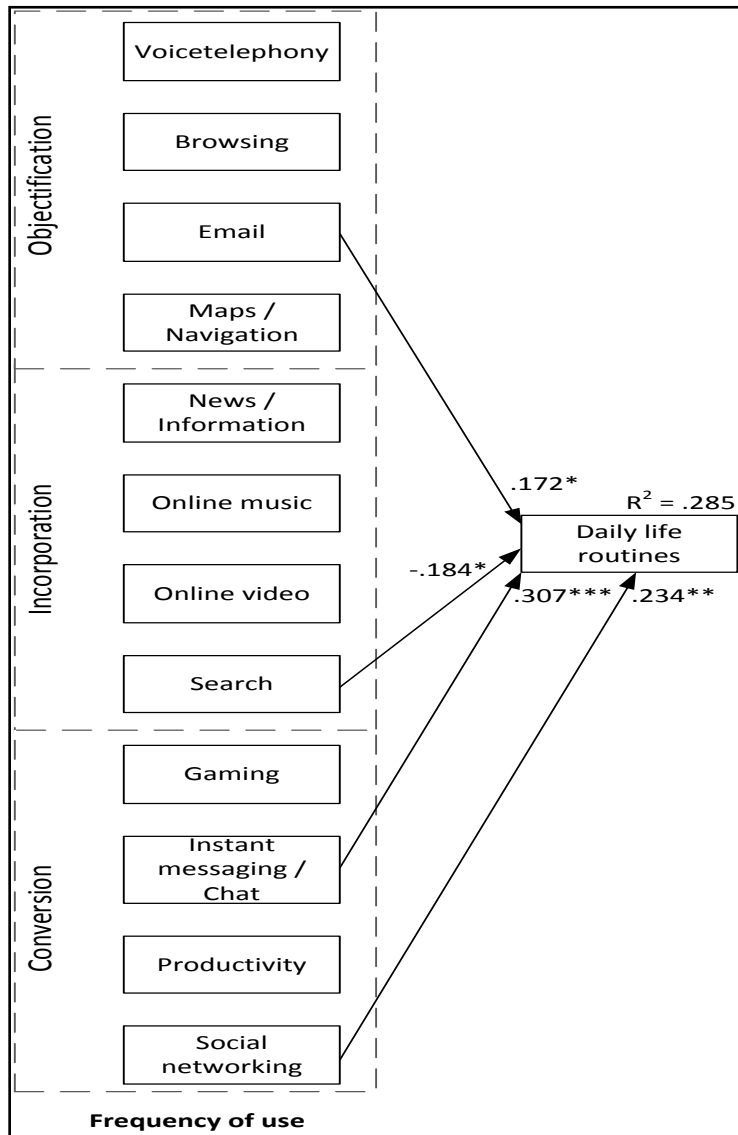 Objectification
Voicetelephony
Browsing
Email
Maps /
Navigation
Incorporation
News /
Information
Online music
Online video
Search
Conversion
Gaming
Instant
messaging /
Chat
Productivity
Social
networking
Frequency of use
.172*
R² = .285
Daily life
routines
-.184*
.307***
.234**